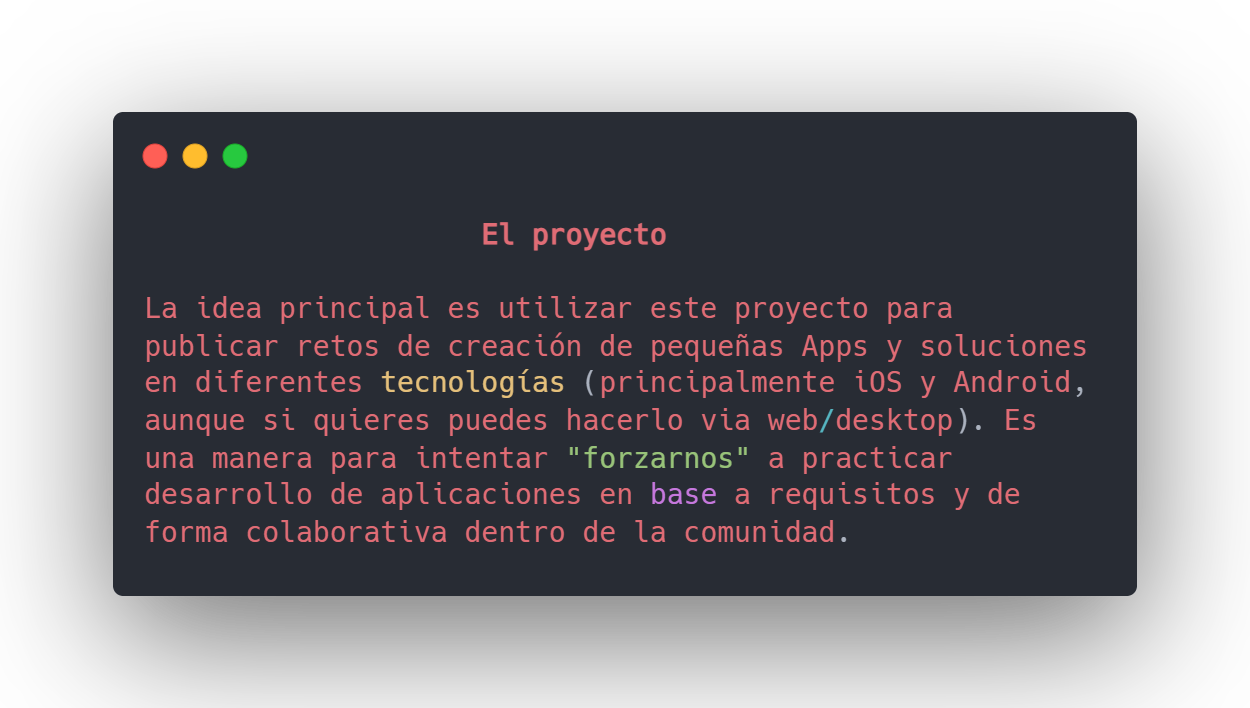 El proyecto
La idea principal es utilizar este proyecto para
publicar retos de creación de pequeñas Apps y soluciones
en diferentes tecnologías (principalmente iOS y Android,
aunque si quieres puedes hacerlo via web/desktop). Es
una manera para intentar "forzarnos" a practicar
desarrollo de aplicaciones en base a requisitos y de
forma colaborativa dentro de la comunidad.